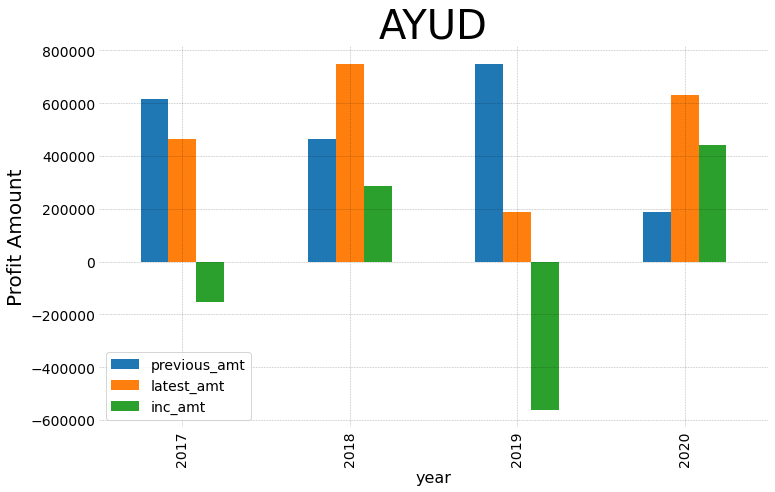 AYUD
Profit Amount
800000
600000
400000
200000
0
−200000
−400000
−600000
previous_amt
latest_amt
inc_amt
2017
2018
2019
2020
year